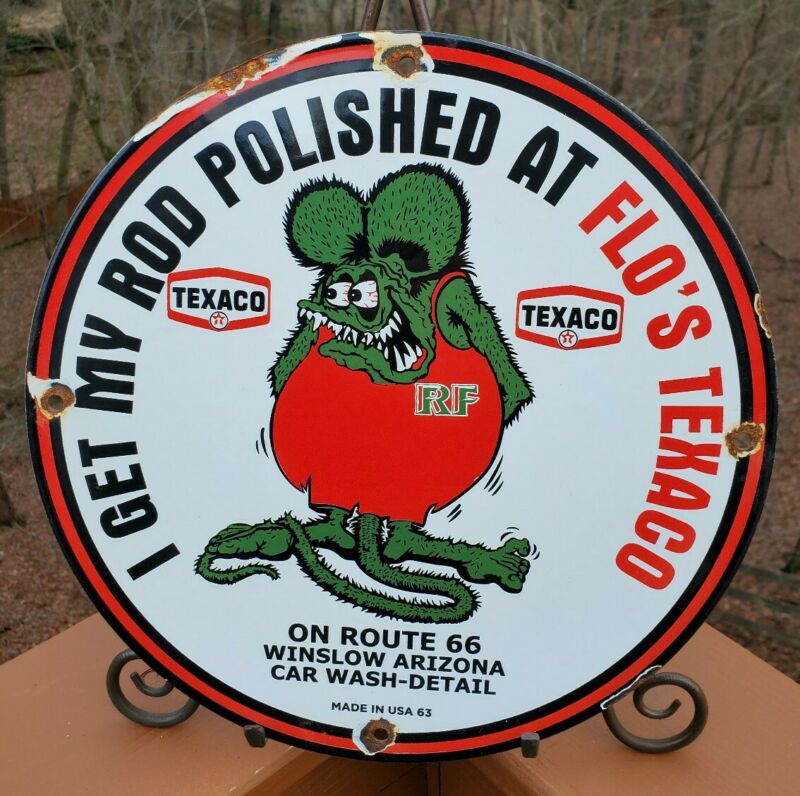 I GET MY ROD POLISHED AT FLO'S TEXACO
TEXACO
T
TEXACO
T
RF
ON ROUTE 66
WINSLOW ARIZONA
CAR WASH-DETAIL
MADE IN USA 63